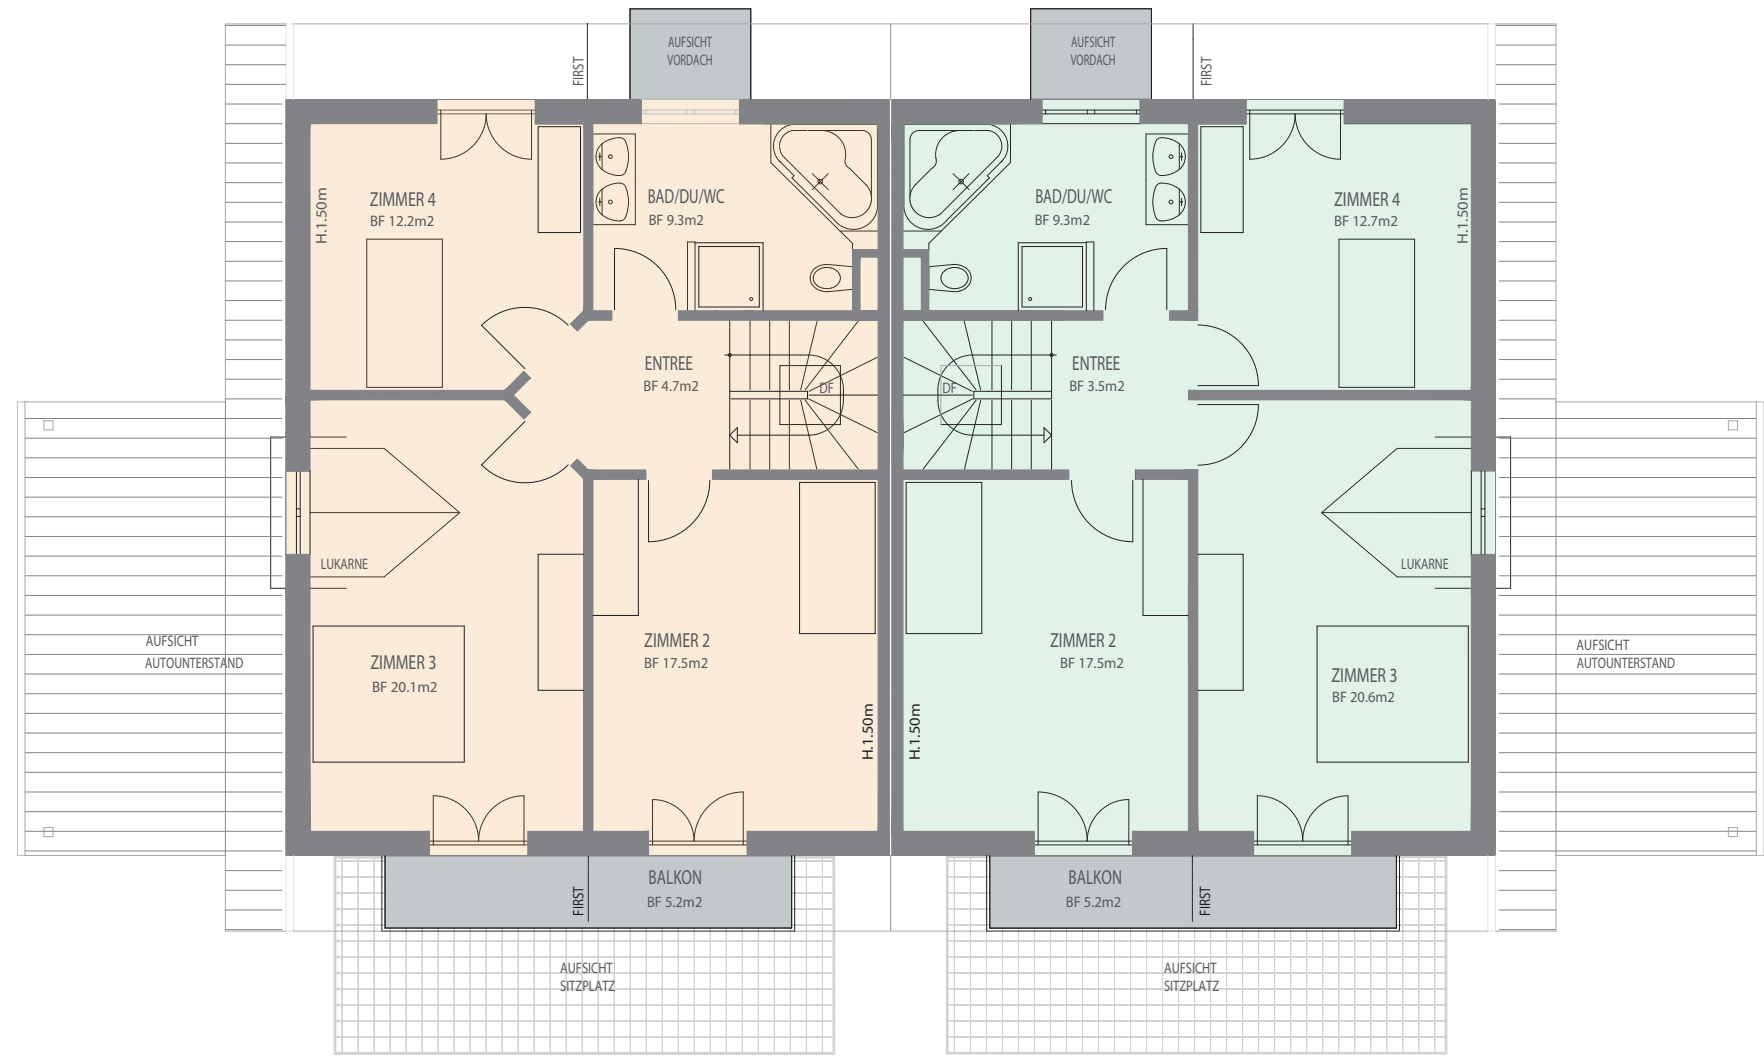 AUFSICHT
VORDACH
FIRST
AUFSICHT
VORDACH
FIRST
H.1.50m
ZIMMER 4
BF 12.2m2
BAD/DU/WC
BF 9.3m2
BAD/DU/WC
BF 9.3m2
ZIMMER 4
BF 12.7m2
H.1.50m
ENTREE
BF 4.7m2
DF
DF
ENTREE
BF 3.5m2
LUKARNE
LUKARNE
AUFSICHT
AUTOUNTERSTAND
ZIMMER 3
BF 20.1m2
ZIMMER 2
BF 17.5m2
H.1.50m
H.1.50m
ZIMMER 2
BF 17.5m2
ZIMMER 3
BF 20.6m2
AUFSICHT
AUTOUNTERSTAND
FIRST
BALKON
BF 5.2m2
BALKON
BF 5.2m2
FIRST
AUFSICHT
SITZPLATZ
AUFSICHT
SITZPLATZ